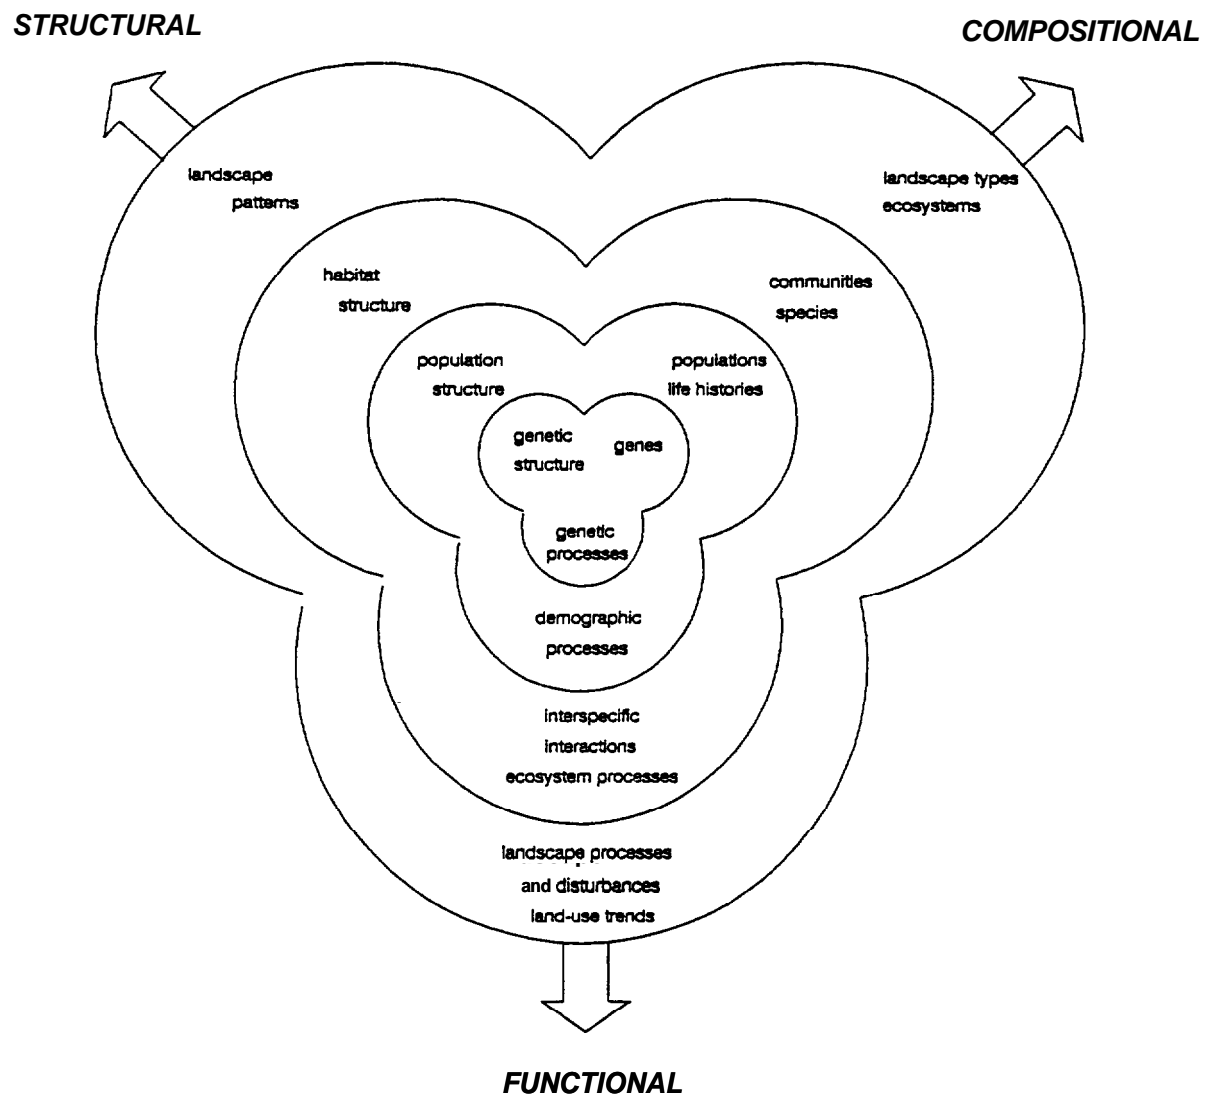 STRUCTURAL
COMPOSITIONAL
landscape
patterns
landscape types
ecosystems
habitat
structure
communities
species
population
structure
populations
life histories
genetic
structure
genes
genetic
processes
demographic
processes
interspecific
interactions
ecosystem processes
landscape processes
and disturbances
land-use trends
FUNCTIONAL